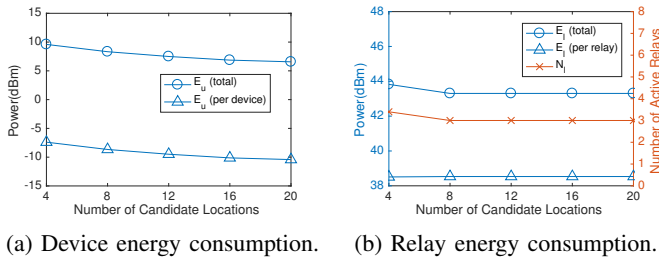 15
10
5
0
-5
-10
-15
Power(dBm)
E_u (total)
E_u (per device)
4 8 12 16 20
Number of Candidate Locations
(a) Device energy consumption.
48
46
44
42
40
38
Power(dBm)
E_l (total)
E_l (per relay)
N_l
8
7
6
5
4
3
2
1
0
Number of Active Relays
4 8 12 16 20
Number of Candidate Locations
(b) Relay energy consumption.